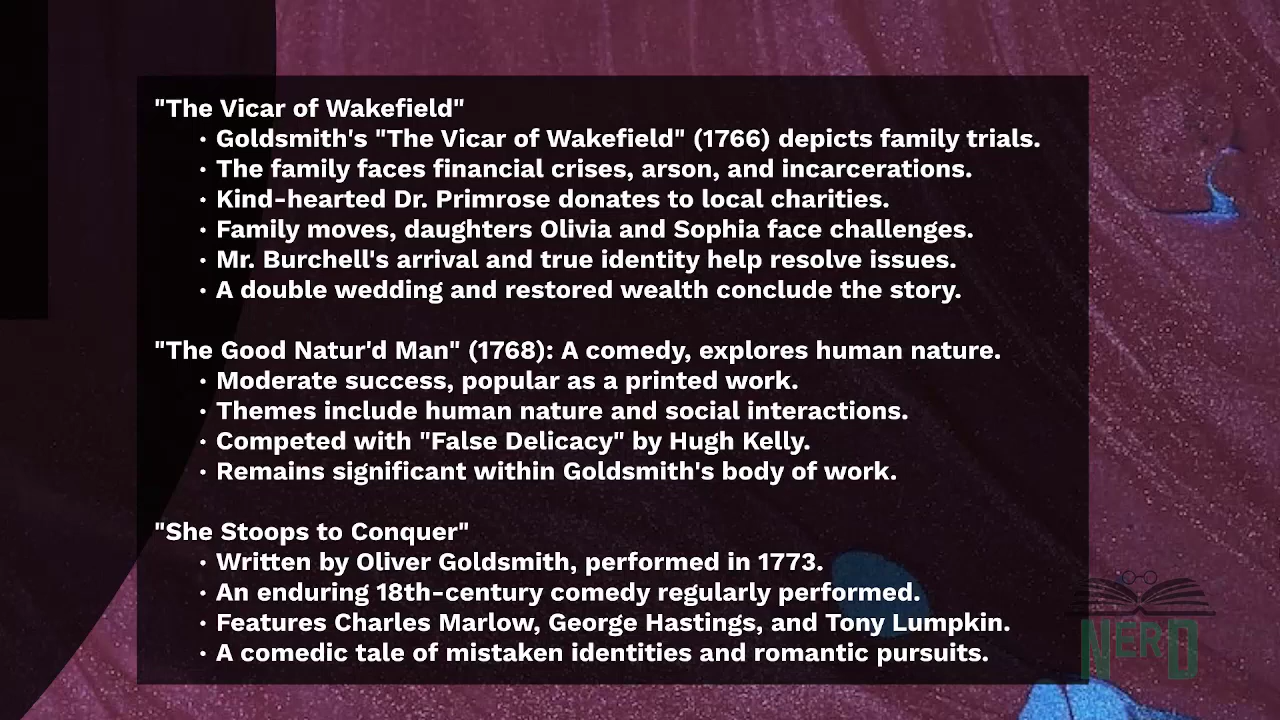 "The Vicar of Wakefield"
• Goldsmith's "The Vicar of Wakefield" (1766) depicts family trials.
• The family faces financial crises, arson, and incarcerations.
• Kind-hearted Dr. Primrose donates to local charities.
• Family moves, daughters Olivia and Sophia face challenges.
• Mr. Burchell's arrival and true identity help resolve issues.
• A double wedding and restored wealth conclude the story.
"The Good Natur'd Man" (1768): A comedy, explores human nature.
• Moderate success, popular as a printed work.
• Themes include human nature and social interactions.
• Competed with "False Delicacy" by Hugh Kelly.
• Remains significant within Goldsmith's body of work.
"She Stoops to Conquer"
• Written by Oliver Goldsmith, performed in 1773.
• An enduring 18th-century comedy regularly performed.
• Features Charles Marlow, George Hastings, and Tony Lumpkin.
• A comedic tale of mistaken identities and romantic pursuits.
NERD